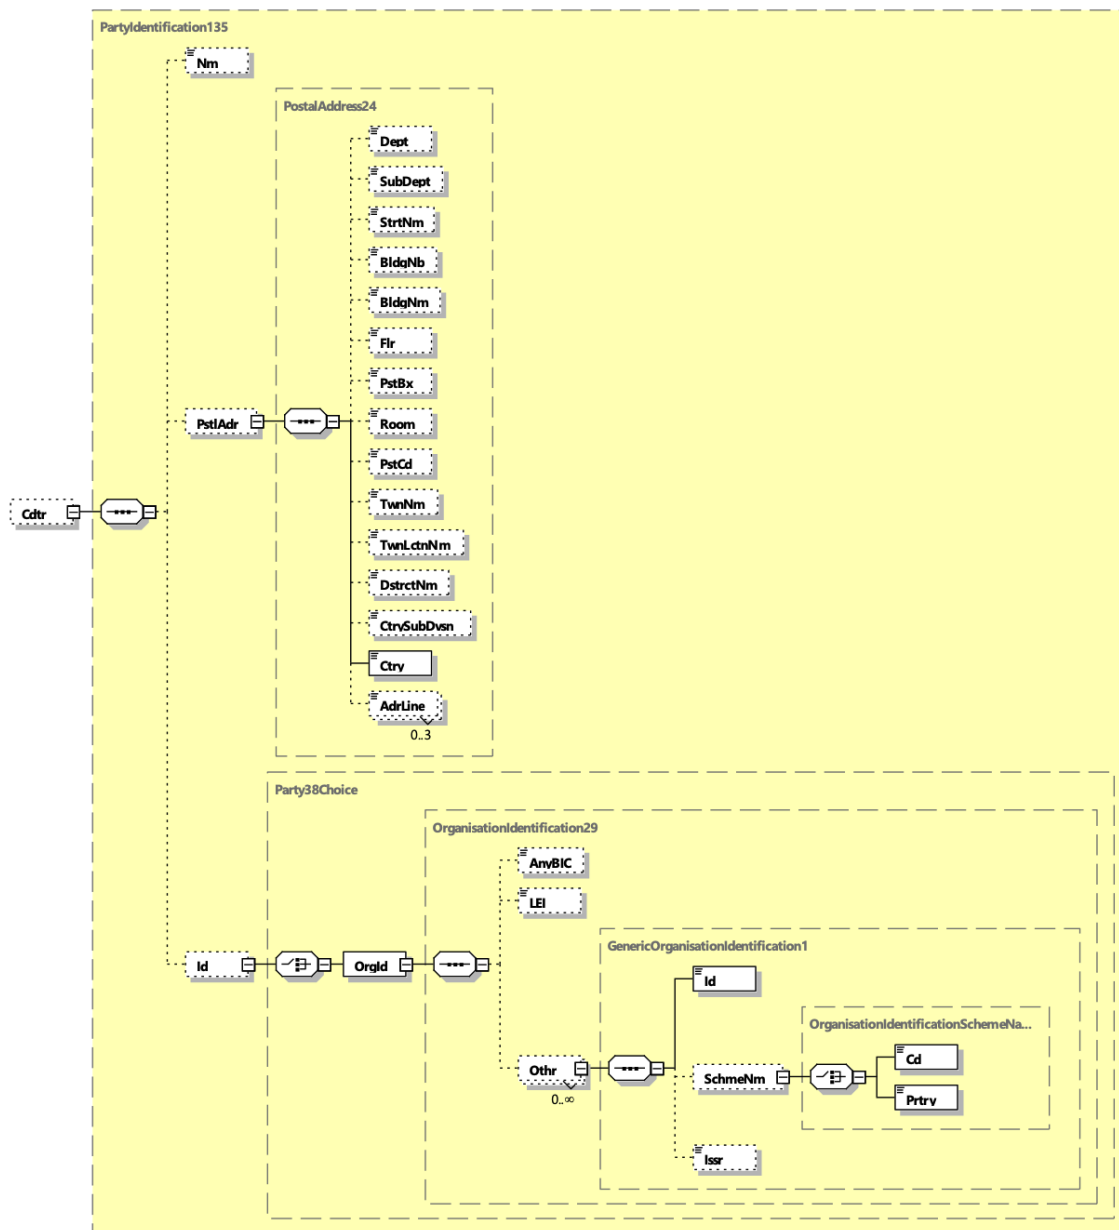 PartyIdentification135
Nm
PostalAddress24
Dept
SubDept
StrtNm
BldgNb
BldgNm
Flr
PstBx
PstlAdr
Room
PstCd
TwnNm
Cdtr
TwnLctnNm
DstrctNm
CtrySubDvsn
Ctry
AdrLine
0..3
Party38Choice
OrganisationIdentification29
AnyBIC
LEI
GenericOrganisationIdentification1
Id
OrgId
Id
OrganisationIdentificationSchemeNa...
Cd
Othr
0..∞
SchmeNm
Prtry
Issr